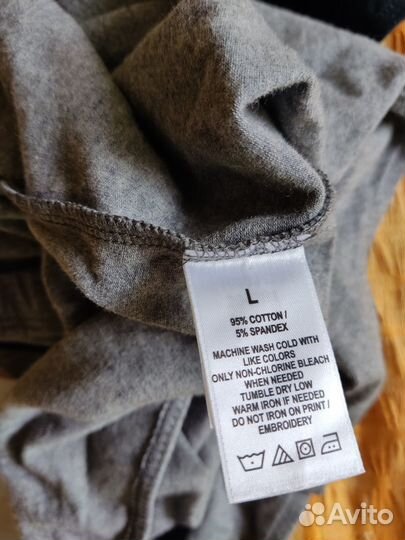 L
95% COTTON /
5% SPANDEX
MACHINE WASH COLD WITH
LIKE COLORS
ONLY NON-CHLORINE BLEACH
WHEN NEEDED
TUMBLE DRY LOW
WARM IRON IF NEEDED
DO NOT IRON ON PRINT /
EMBROIDERY
Avito